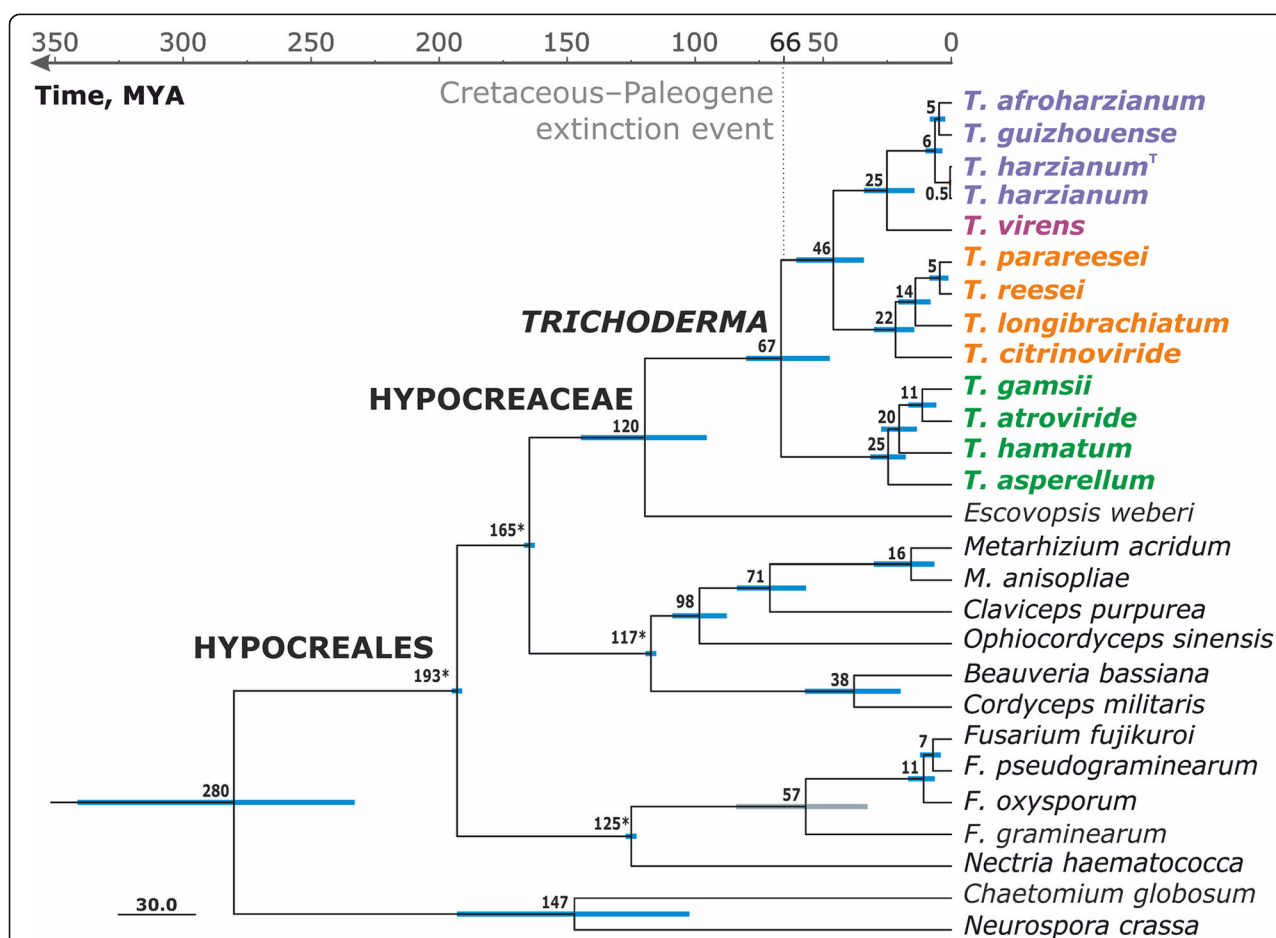 350 300 250 200 150 100 66 50 0
Time, MYA
Cretaceous–Paleogene
extinction event
T. afroharzianum
5
T. guizhouense
6
T. harzianumᵀ
25
0.5
T. harzianum
T. virens
46
T. parareesei
5
T. reesei
14
TRICHODERMA
22
T. longibrachiatum
67
T. citrinoviride
HYPOCREACEAE
T. gamsii
11
120
20
T. atroviride
25
T. hamatum
T. asperellum
Escovopsis weberi
165*
Metarhizium acridum
16
71
M. anisopliae
98
Claviceps purpurea
HYPOCREALES
117*
Ophiocordyceps sinensis
193*
38
Beauveria bassiana
Cordyceps militaris
Fusarium fujikuroi
7
11
F. pseudograminearum
280
57
F. oxysporum
125*
F. graminearum
Nectria haematococca
30.0
147
Chaetomium globosum
Neurospora crassa